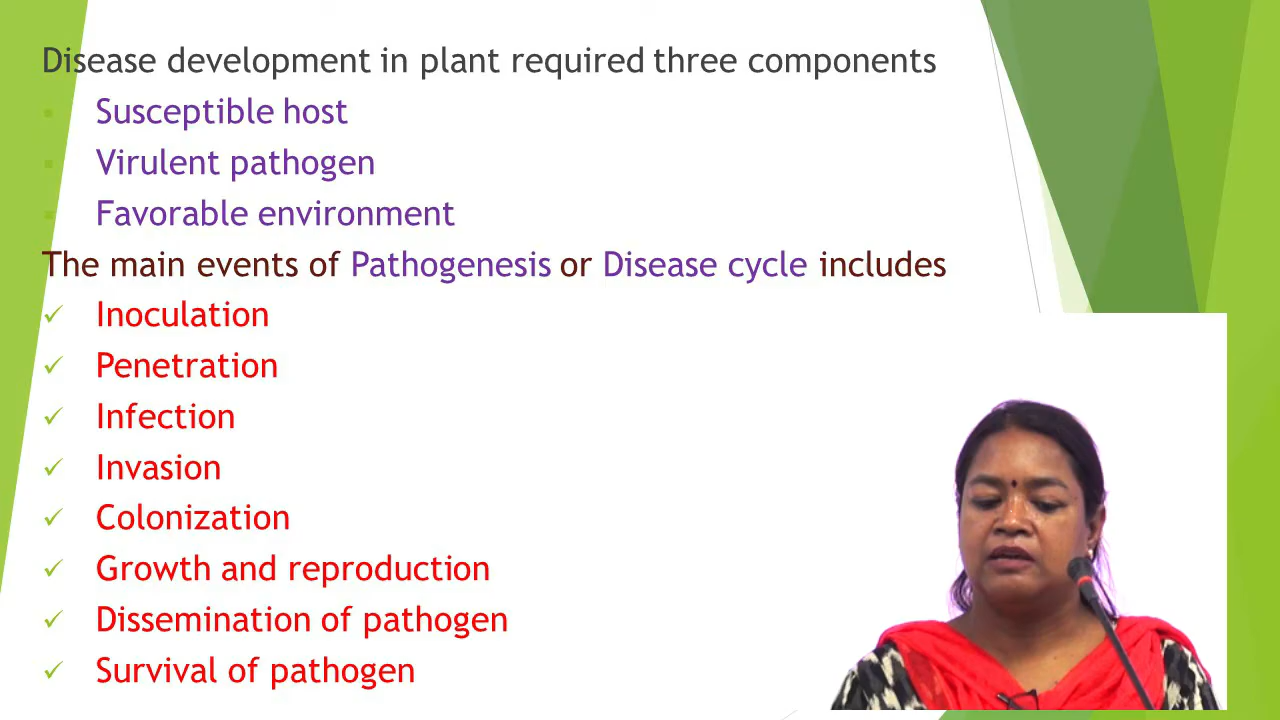 Disease development in plant required three components
Susceptible host
Virulent pathogen
Favorable environment
The main events of Pathogenesis or Disease cycle includes
Inoculation
Penetration
Infection
Invasion
Colonization
Growth and reproduction
Dissemination of pathogen
Survival of pathogen